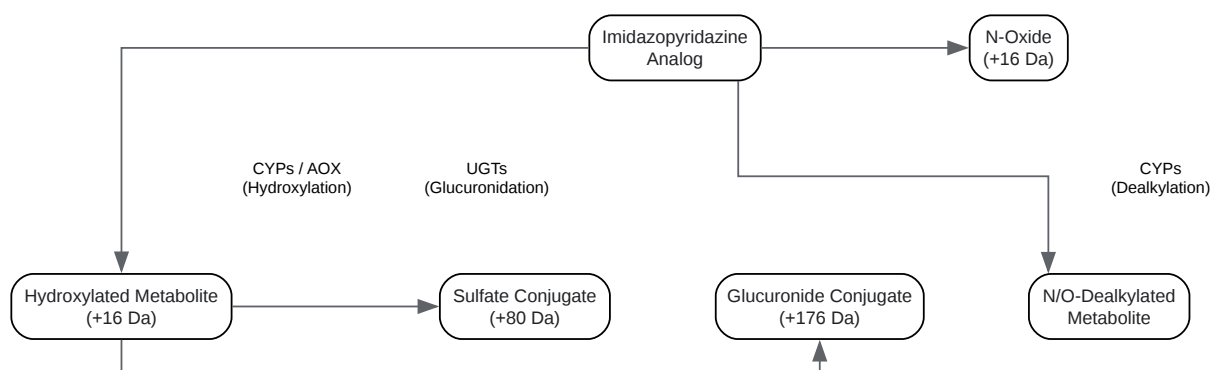 Imidazopyridazine
Analog
N-Oxide
(+16 Da)
CYPs / AOX
(Hydroxylation)
UGTs
(Glucuronidation)
CYPs
(Dealkylation)
Hydroxylated Metabolite
(+16 Da)
Sulfate Conjugate
(+80 Da)
Glucuronide Conjugate
(+176 Da)
N/O-Dealkylated
Metabolite